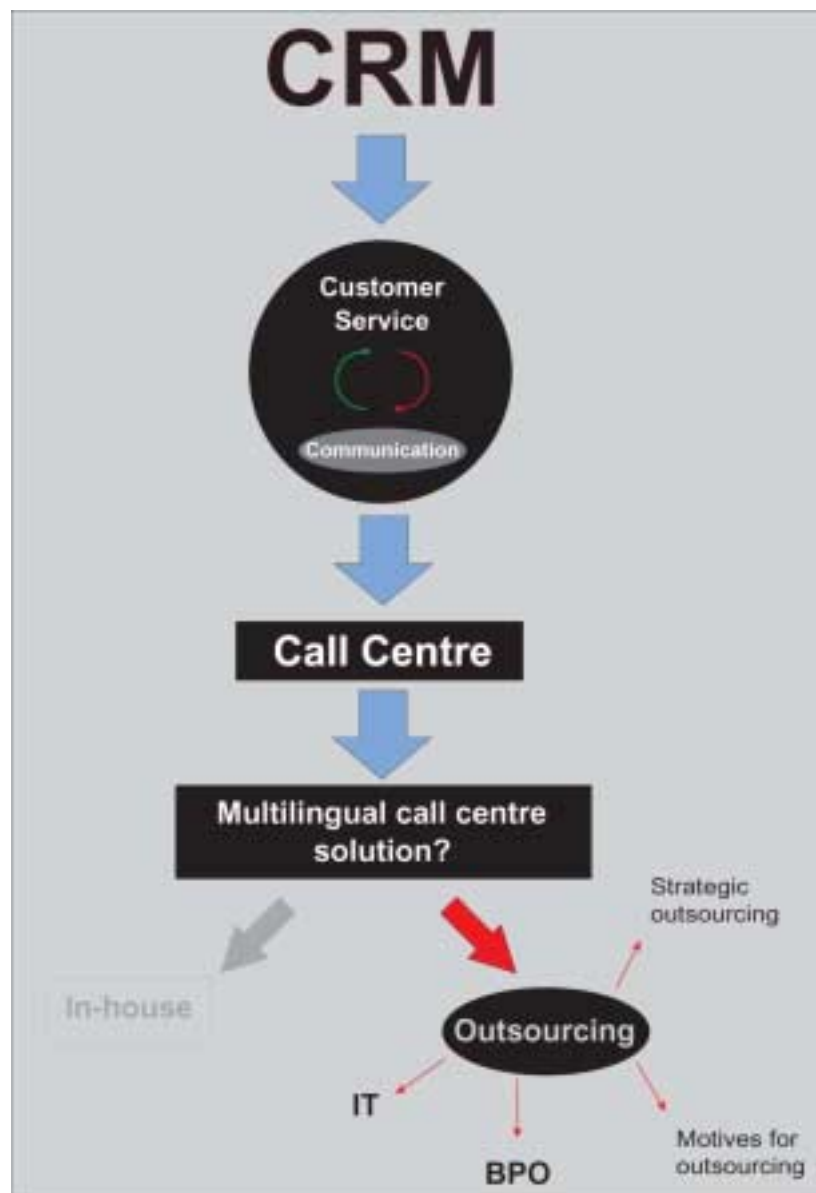 CRM
Customer
Service
Communication
Call Centre
Multilingual call centre
solution?
Strategic
outsourcing
In-house
Outsourcing
IT
BPO
Motives for
outsourcing